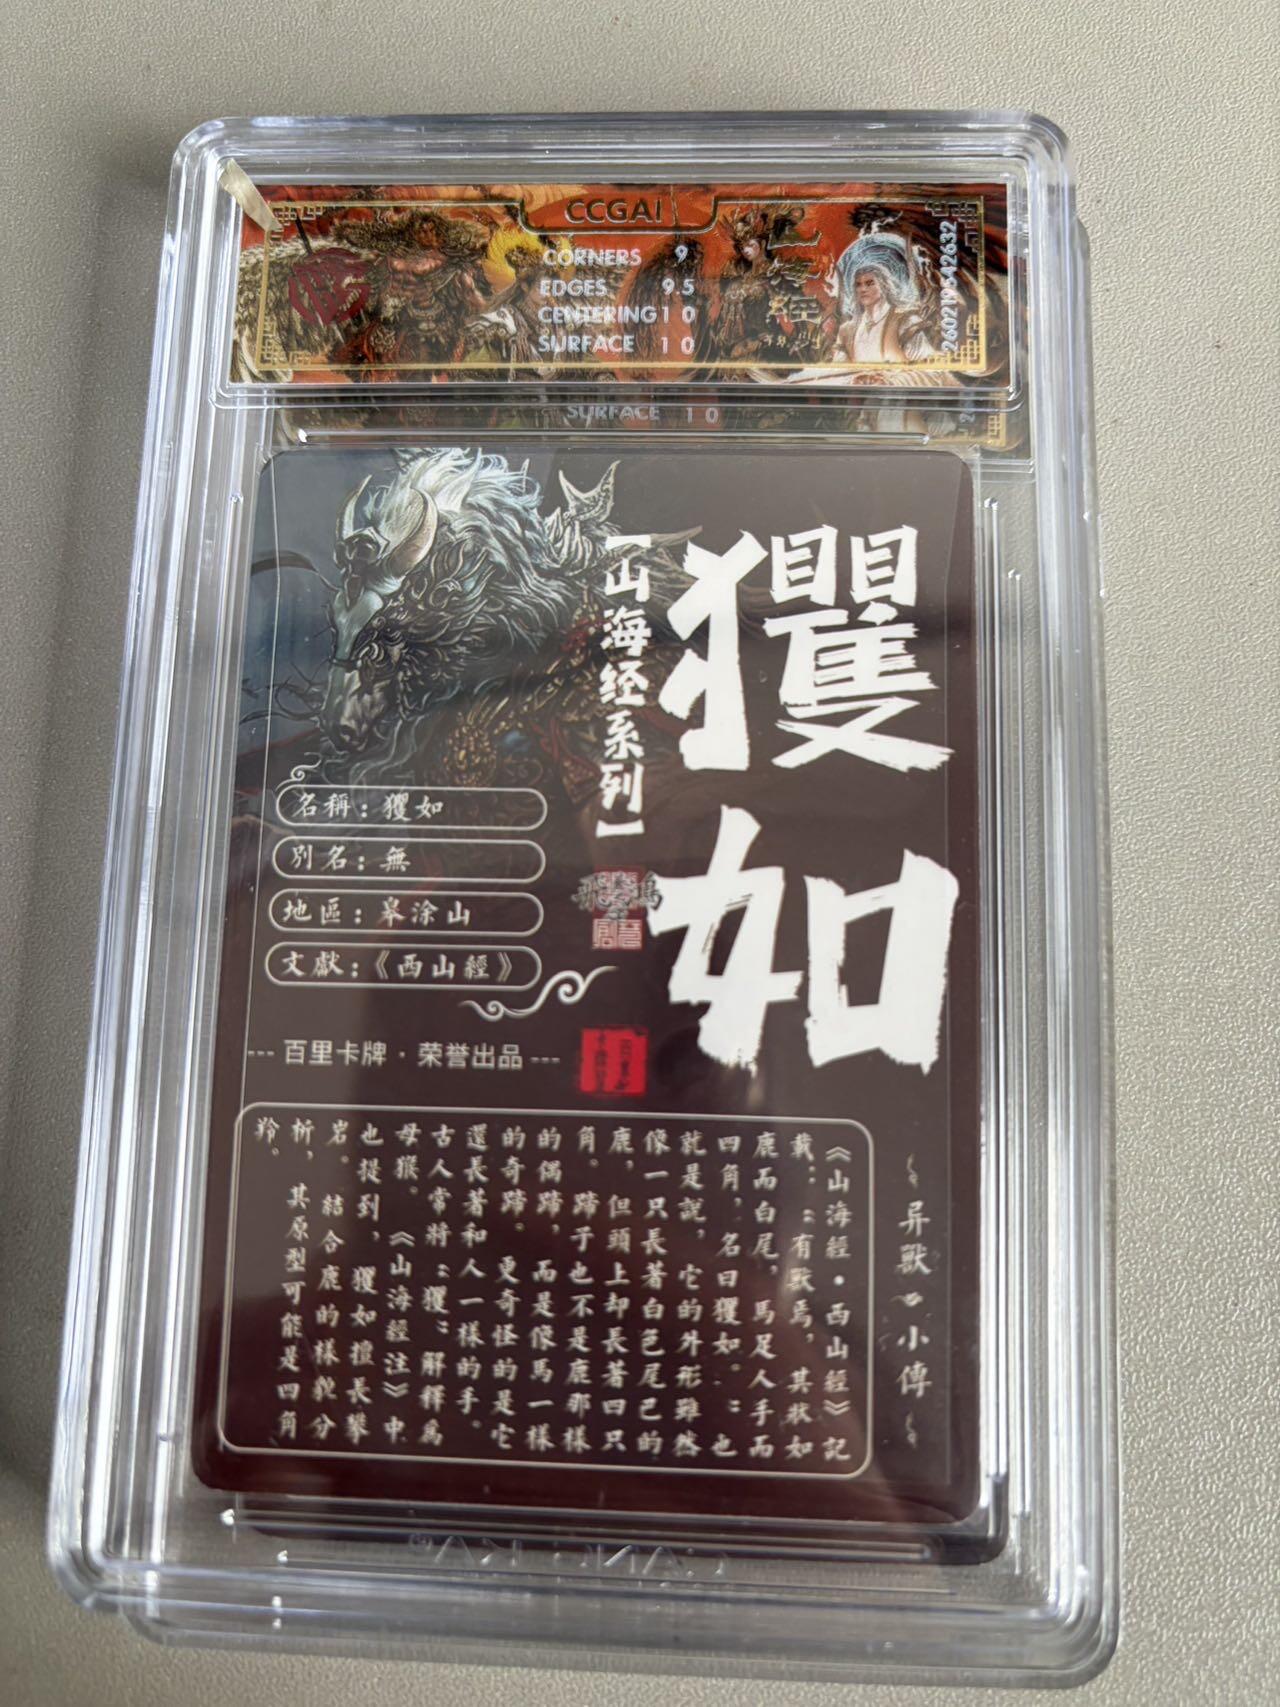 CCGAI
CORNERS 9
EDGES 9.5
CENTERING 10
SURFACE 10
山海經
260219542632
SURFACE 10
玃如
【山海经系列】
名稱：玃如
別名：無
地區：皋涂山
文獻：《西山經》
--- 百里卡牌 · 荣誉出品 ---
异獸小傳
《山海經•西山經》記
載：“有獸焉，其狀如
鹿而白尾，馬足人手而
四角，名曰玃如。”也
就是說，它的外形雖然
像一只長著白色尾巴的
鹿，但頭上却長著四只
角。蹄子也不是鹿那樣
的偶蹄，而是像馬一樣
的奇蹄。更奇怪的是它
還長著和人一樣的手。
古人常將“玃”解釋爲
母猴。《山海經注》中
也提到，玃如擅長攀
岩。結合鹿的樣貌分
析，其原型可能是四角
羚。